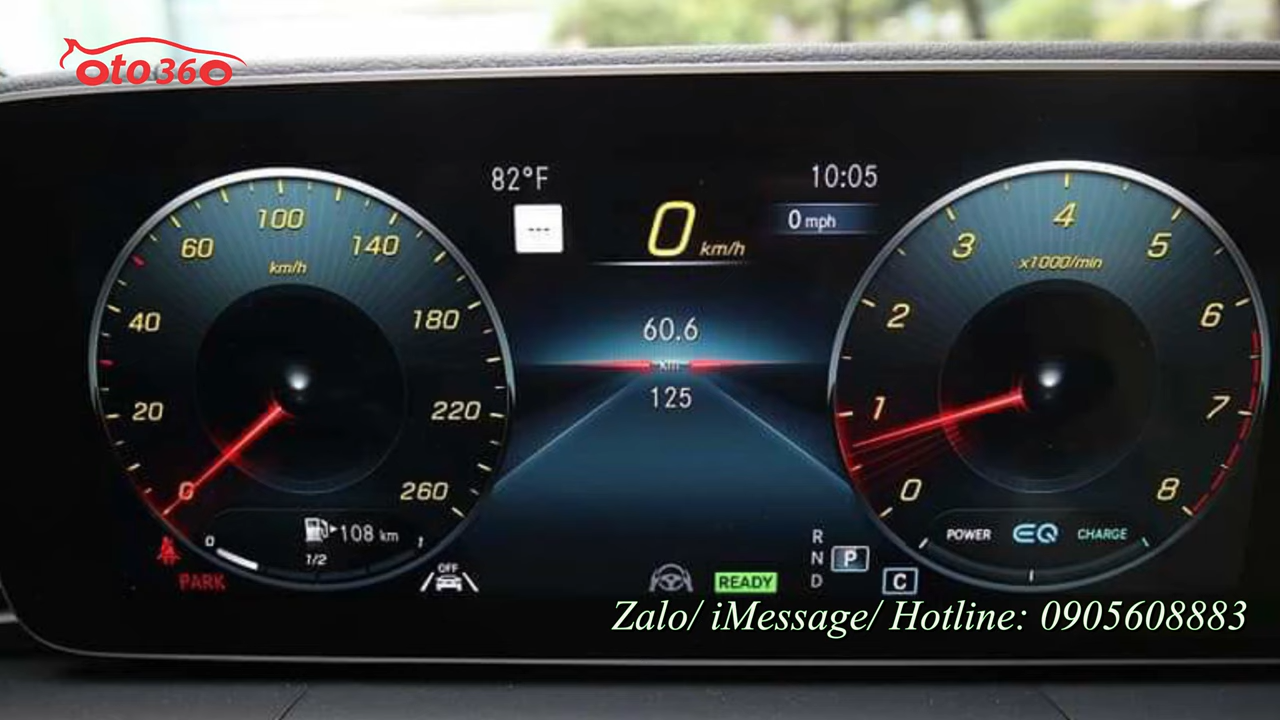 oto360
82°F
10:05
---
0 km/h
0 mph
100
60
140
km/h
40
180
20
220
0
260
4
3
5
x1000/min
2
6
1
7
0
8
60.6
km
125
0
108 km
1
1/2
PARK
OFF
READY
R
N
P
D
C
POWER
EQ
CHARGE
Zalo/ iMessage/ Hotline: 0905608883